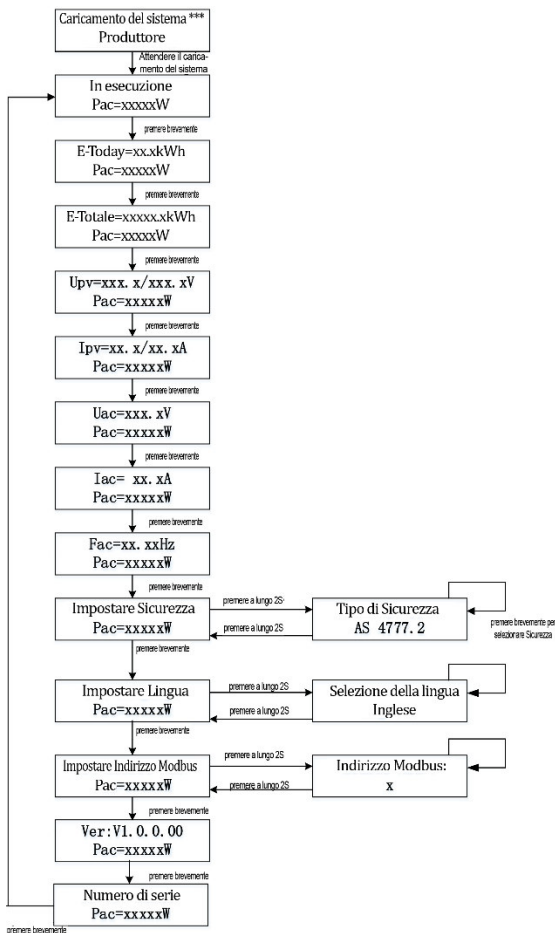 Caricamento del sistema ***
Produttore
Attendere il carica-
mento del sistema
In esecuzione
Pac=xxxxxW
premere brevemente
E-Today=xx.xkWh
Pac=xxxxxW
premere brevemente
E-Totale=xxxxx.xkWh
Pac=xxxxxW
premere brevemente
Upv=xxx.x/xxx.xV
Pac=xxxxxW
premere brevemente
Ipv=xx.x/xx.xA
Pac=xxxxxW
premere brevemente
Uac=xxx.xV
Pac=xxxxxW
premere brevemente
Iac= xx.xA
Pac=xxxxxW
premere brevemente
Fac=xx.xxHz
Pac=xxxxxW
premere brevemente
Impostare Sicurezza
Pac=xxxxxW
premere a lungo 2S
premere a lungo 2S
Tipo di Sicurezza
AS 4777.2
premere brevemente per
selezionare Sicurezza
premere brevemente
Impostare Lingua
Pac=xxxxxW
premere a lungo 2S
premere a lungo 2S
Selezione della lingua
Inglese
premere brevemente
Impostare Indirizzo Modbus
Pac=xxxxxW
premere a lungo 2S
premere a lungo 2S
Indirizzo Modbus:
x
premere brevemente
Ver:V1.0.0.00
Pac=xxxxxW
premere brevemente
Numero di serie
Pac=xxxxxW
premere brevemente